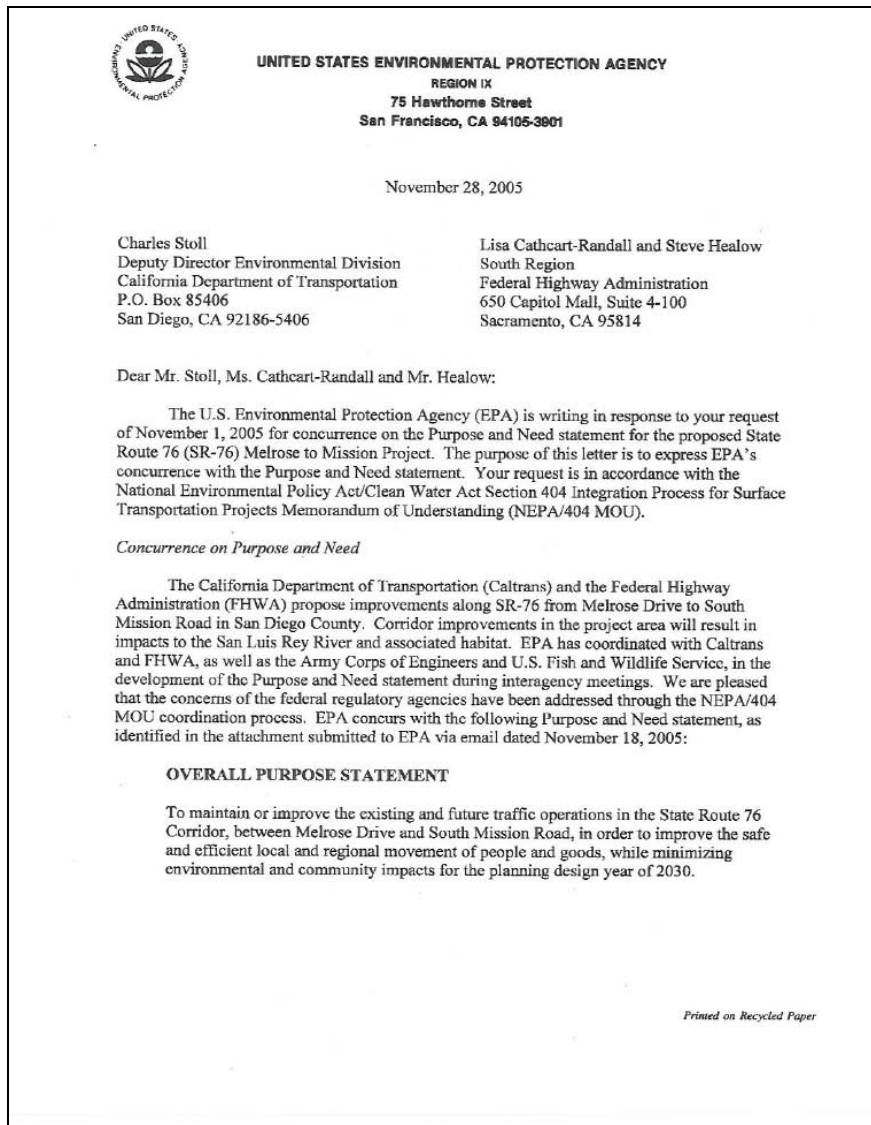 UNITED STATES ENVIRONMENTAL PROTECTION AGENCY
UNITED STATES ENVIRONMENTAL PROTECTION AGENCY
REGION IX
75 Hawthorne Street
San Francisco, CA 94105-3901
November 28, 2005
Charles Stoll
Deputy Director Environmental Division
California Department of Transportation
P.O. Box 85406
San Diego, CA 92186-5406
Lisa Cathcart-Randall and Steve Healow
South Region
Federal Highway Administration
650 Capitol Mall, Suite 4-100
Sacramento, CA 95814
Dear Mr. Stoll, Ms. Cathcart-Randall and Mr. Healow:
The U.S. Environmental Protection Agency (EPA) is writing in response to your request
of November 1, 2005 for concurrence on the Purpose and Need statement for the proposed State
Route 76 (SR-76) Melrose to Mission Project. The purpose of this letter is to express EPA's
concurrence with the Purpose and Need statement. Your request is in accordance with the
National Environmental Policy Act/Clean Water Act Section 404 Integration Process for Surface
Transportation Projects Memorandum of Understanding (NEPA/404 MOU).
Concurrence on Purpose and Need
The California Department of Transportation (Caltrans) and the Federal Highway
Administration (FHWA) propose improvements along SR-76 from Melrose Drive to South
Mission Road in San Diego County. Corridor improvements in the project area will result in
impacts to the San Luis Rey River and associated habitat. EPA has coordinated with Caltrans
and FHWA, as well as the Army Corps of Engineers and U.S. Fish and Wildlife Service, in the
development of the Purpose and Need statement during interagency meetings. We are pleased
that the concerns of the federal regulatory agencies have been addressed through the NEPA/404
MOU coordination process. EPA concurs with the following Purpose and Need statement, as
identified in the attachment submitted to EPA via email dated November 18, 2005:
OVERALL PURPOSE STATEMENT
To maintain or improve the existing and future traffic operations in the State Route 76
Corridor, between Melrose Drive and South Mission Road, in order to improve the safe
and efficient local and regional movement of people and goods, while minimizing
environmental and community impacts for the planning design year of 2030.
Printed on Recycled Paper